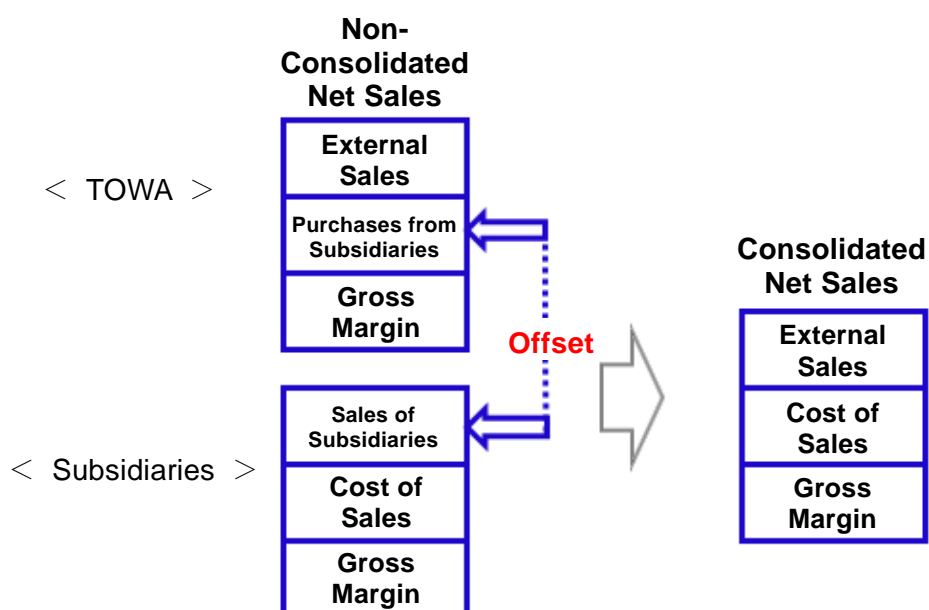 Non-
Consolidated
Net Sales
External
Sales
< TOWA >
Purchases from
Subsidiaries
Gross
Margin
Offset
Sales of
Subsidiaries
< Subsidiaries >
Cost of
Sales
Gross
Margin
Consolidated
Net Sales
External
Sales
Cost of
Sales
Gross
Margin